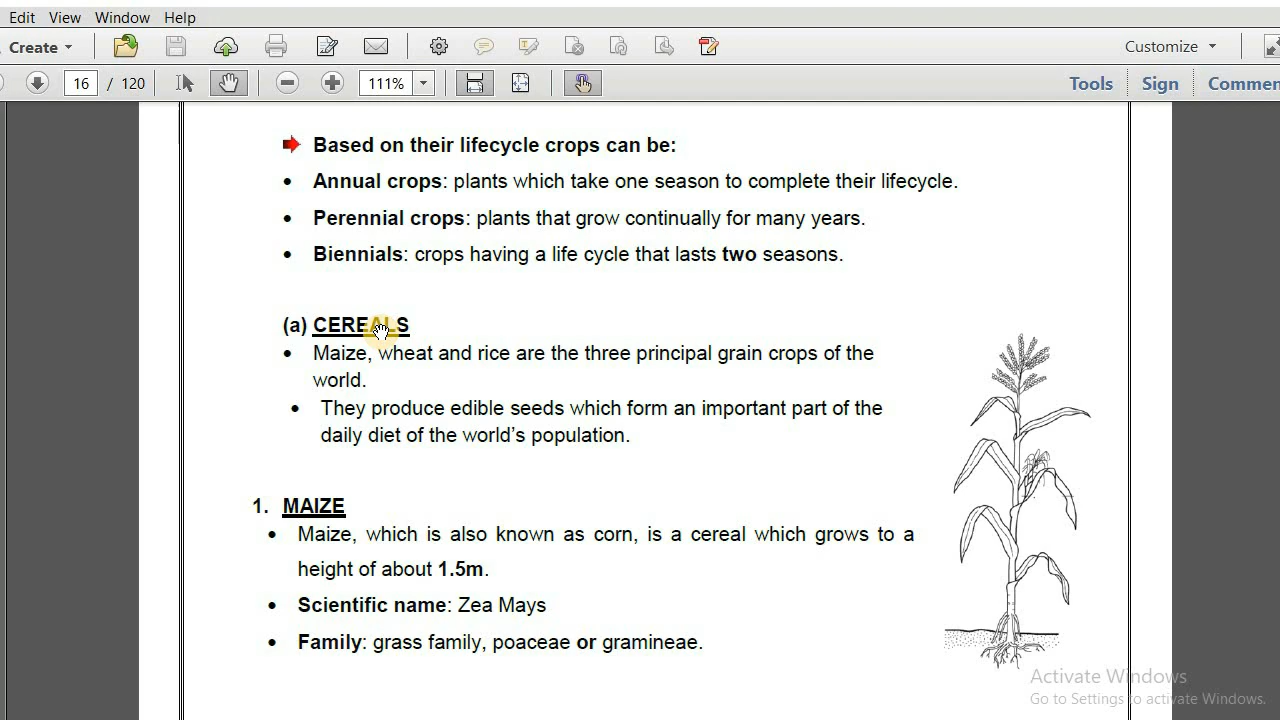 Edit View Window Help
Create Customize
16 / 120 111% Tools Sign Commen
Based on their lifecycle crops can be:
• Annual crops: plants which take one season to complete their lifecycle.
• Perennial crops: plants that grow continually for many years.
• Biennials: crops having a life cycle that lasts two seasons.
(a) CEREALS
• Maize, wheat and rice are the three principal grain crops of the
world.
• They produce edible seeds which form an important part of the
daily diet of the world’s population.
1. MAIZE
• Maize, which is also known as corn, is a cereal which grows to a
height of about 1.5m.
• Scientific name: Zea Mays
• Family: grass family, poaceae or gramineae.
Activate Windows
Go to Settings to activate Windows.